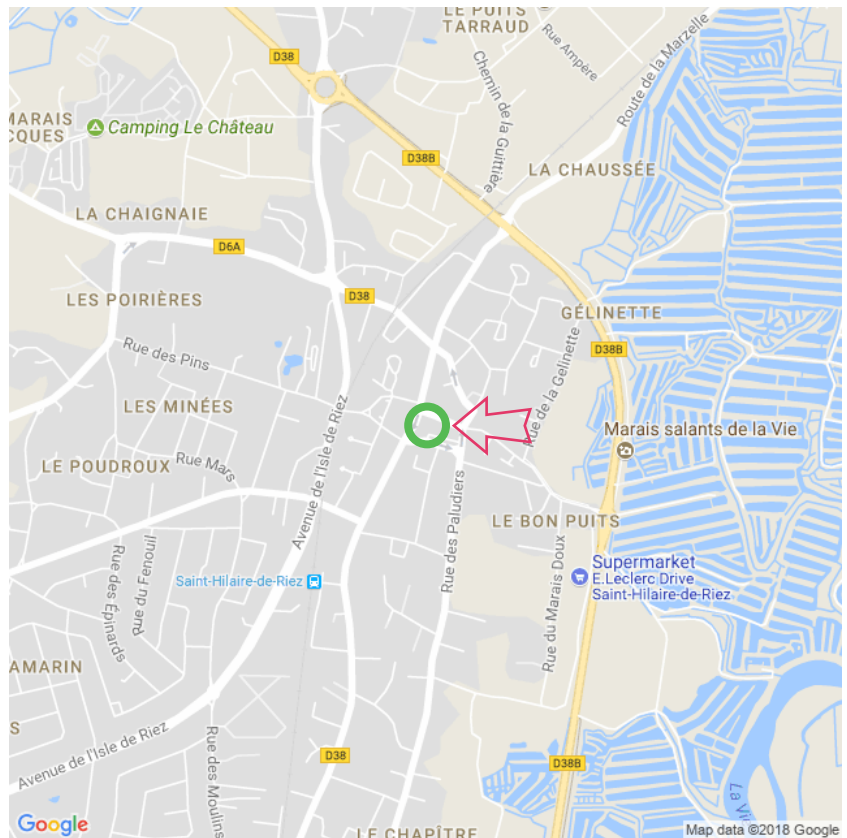 LE PUITS
TARRAUD
Rue Ampère
D38
Chemin de la Guittière
Route de la Marzelle
MARAIS
CQUES
Camping Le Château
D38B
LA CHAUSSÉE
LA CHAIGNAIE
D6A
LES POIRIÈRES
D38
GÉLINETTE
Rue des Pins
D38B
Rue de la Gelinette
LES MINÉES
Avenue de l'Isle de Riez
Marais salants de la Vie
LE POUDROUX
Rue Mars
LE BON PUITS
Rue des Paludiers
Rue du Marais Doux
Rue des Épinards
Rue du Fenouil
Saint-Hilaire-de-Riez
Supermarket
E.Leclerc Drive
Saint-Hilaire-de-Riez
AMARIN
S
Avenue de l'Isle de Riez
Rue des Moulins
D38
D38B
La Vi
Google
LE CHAPÎTRE
Map data ©2018 Google